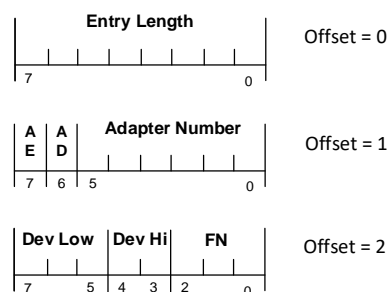 Entry Length
Offset = 0
7 0
A
E
A
D
Adapter Number
Offset = 1
7 6 5 0
Dev Low Dev Hi FN
Offset = 2
7 5 4 3 2 0